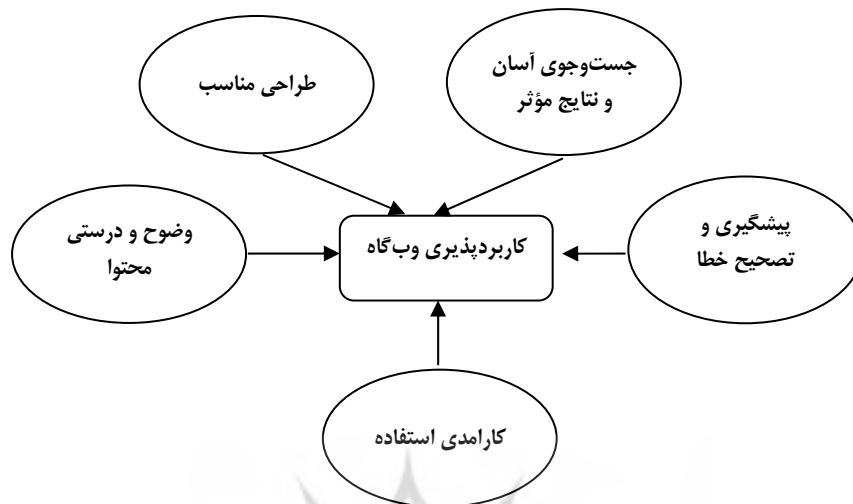 جست‌وجوی آسان
و نتایج مؤثر
طراحی مناسب
پیشگیری و
تصحیح خطا
کاربردپذیری وب‌گاه
وضوح و درستی
محتوا
کارامدی استفاده